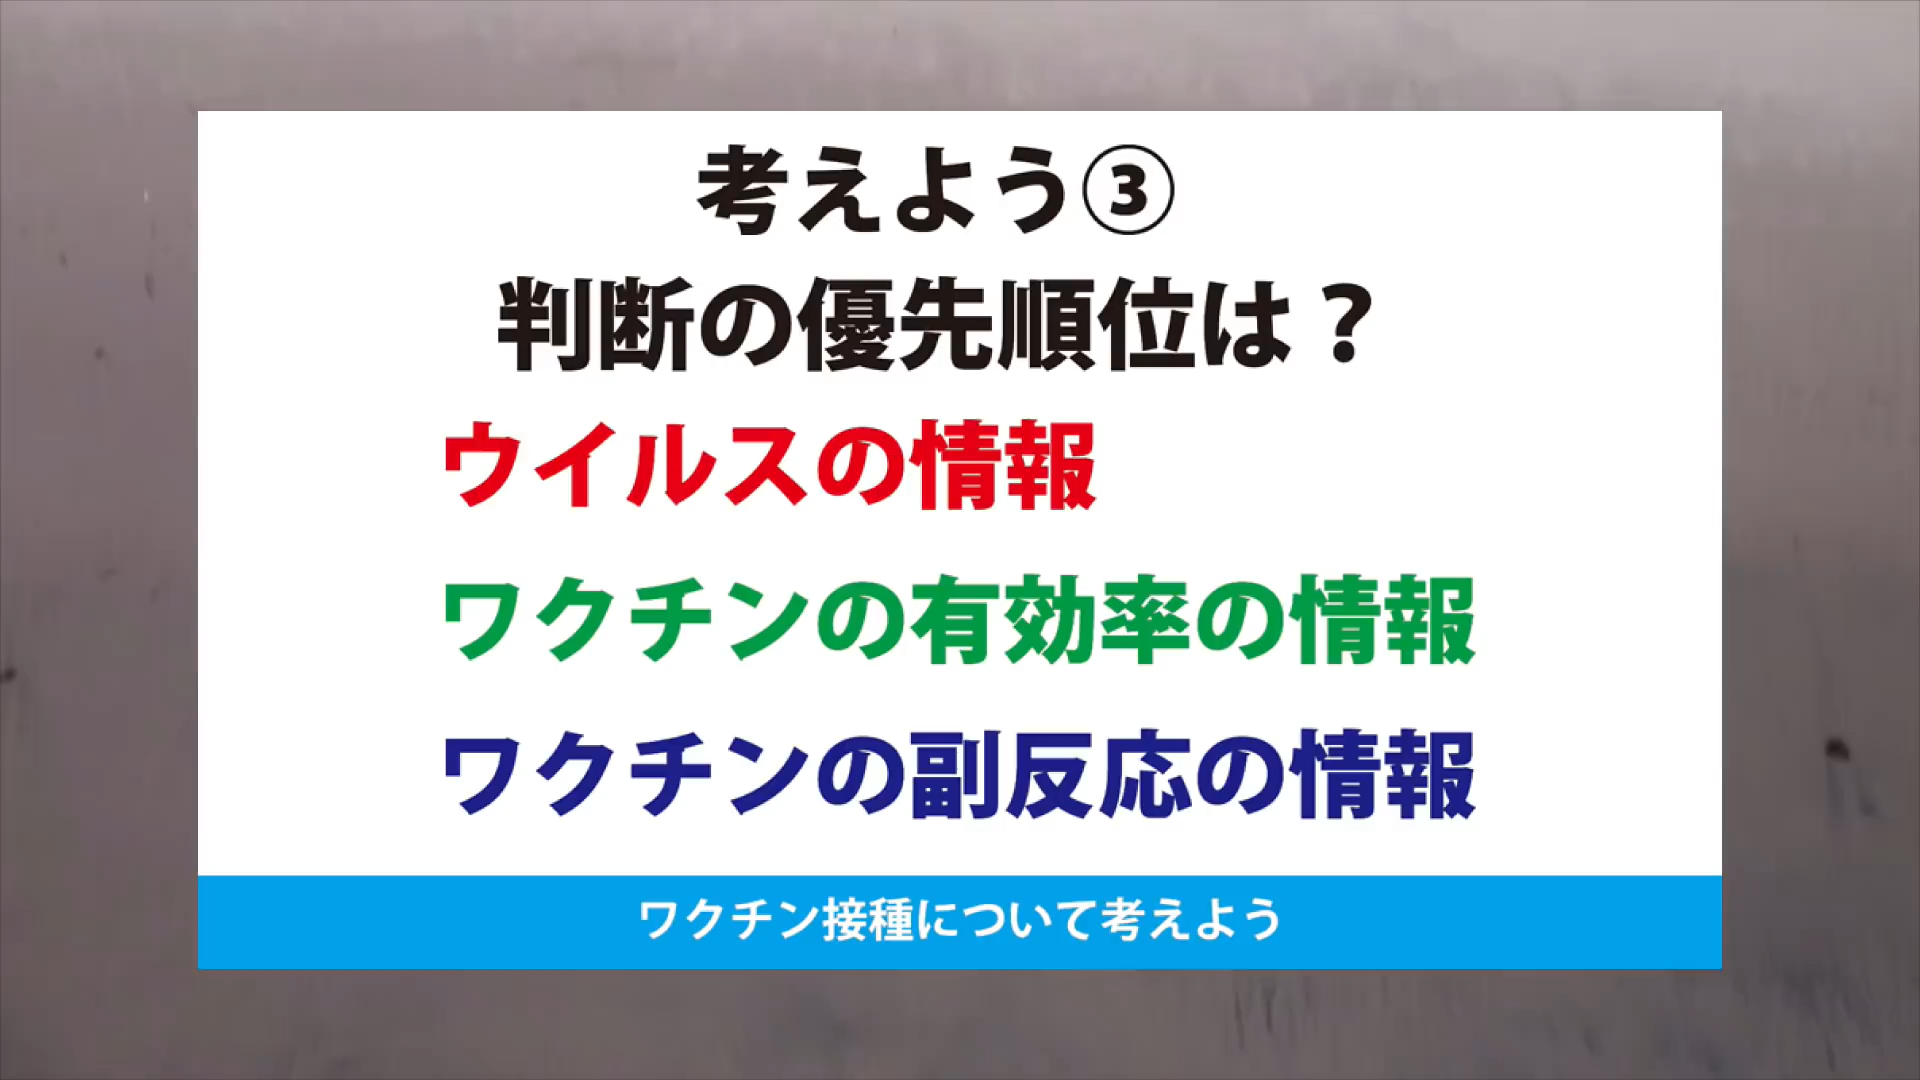 考えよう③
判断の優先順位は？
ウイルスの情報
ワクチンの有効率の情報
ワクチンの副反応の情報
ワクチン接種について考えよう